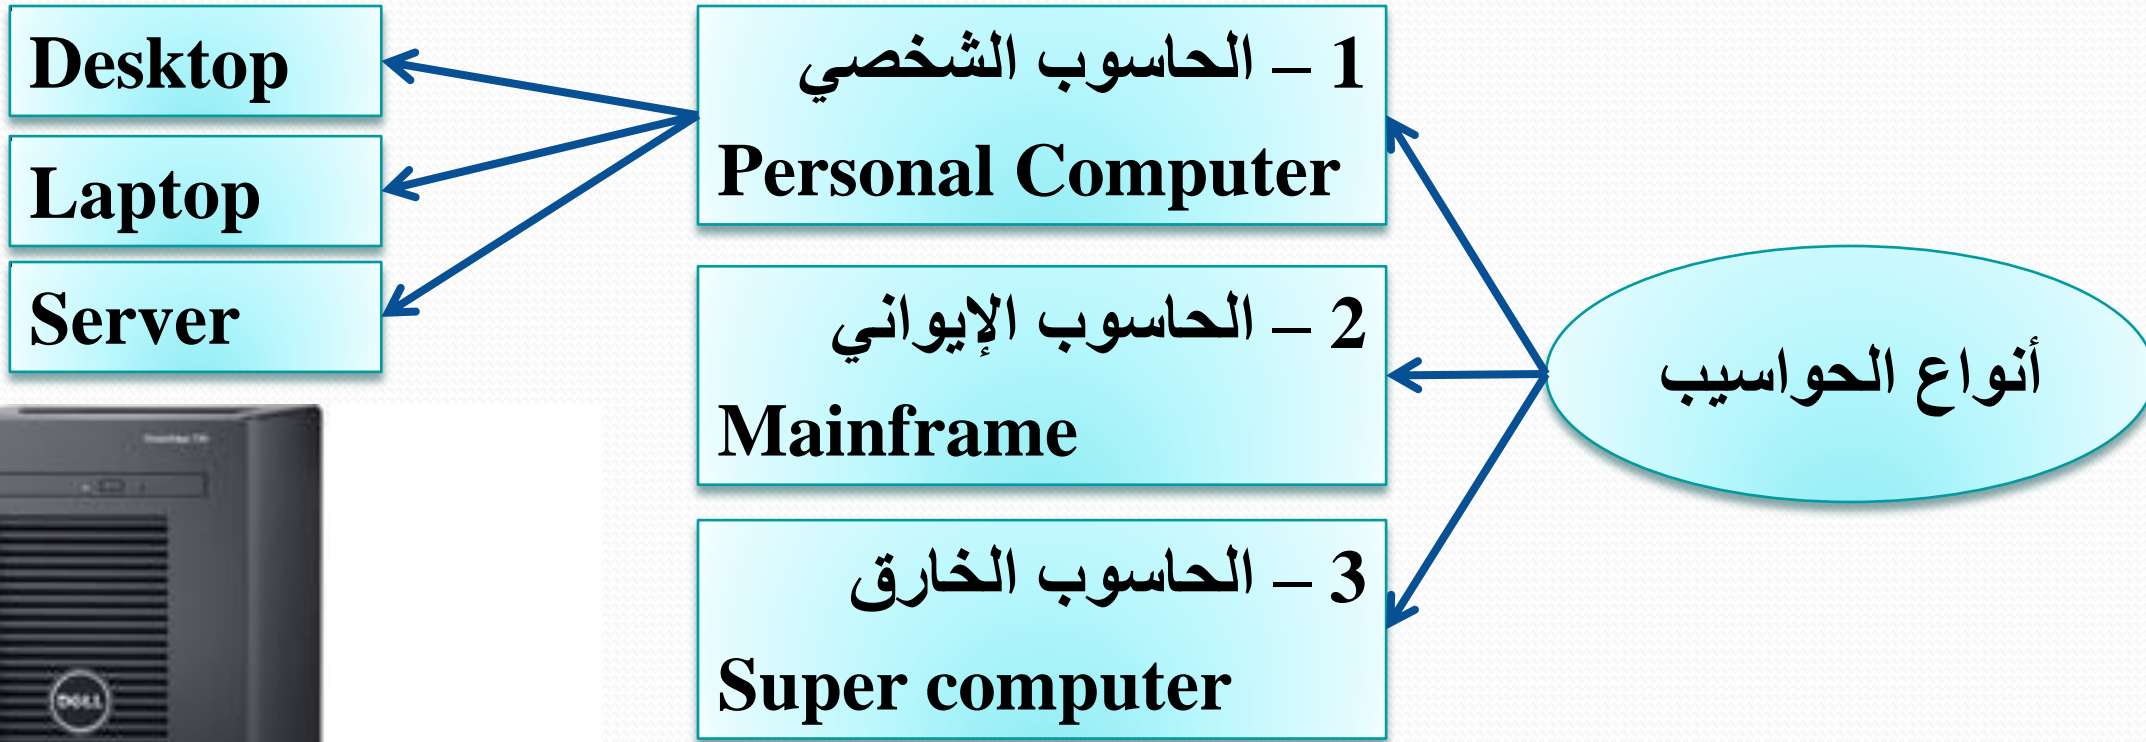 أنواع الحواسيب
1 – الحاسوب الشخصي
Personal Computer
2 – الحاسوب الإيواني
Mainframe
3 – الحاسوب الخارق
Super computer
Desktop
Laptop
Server
DELL